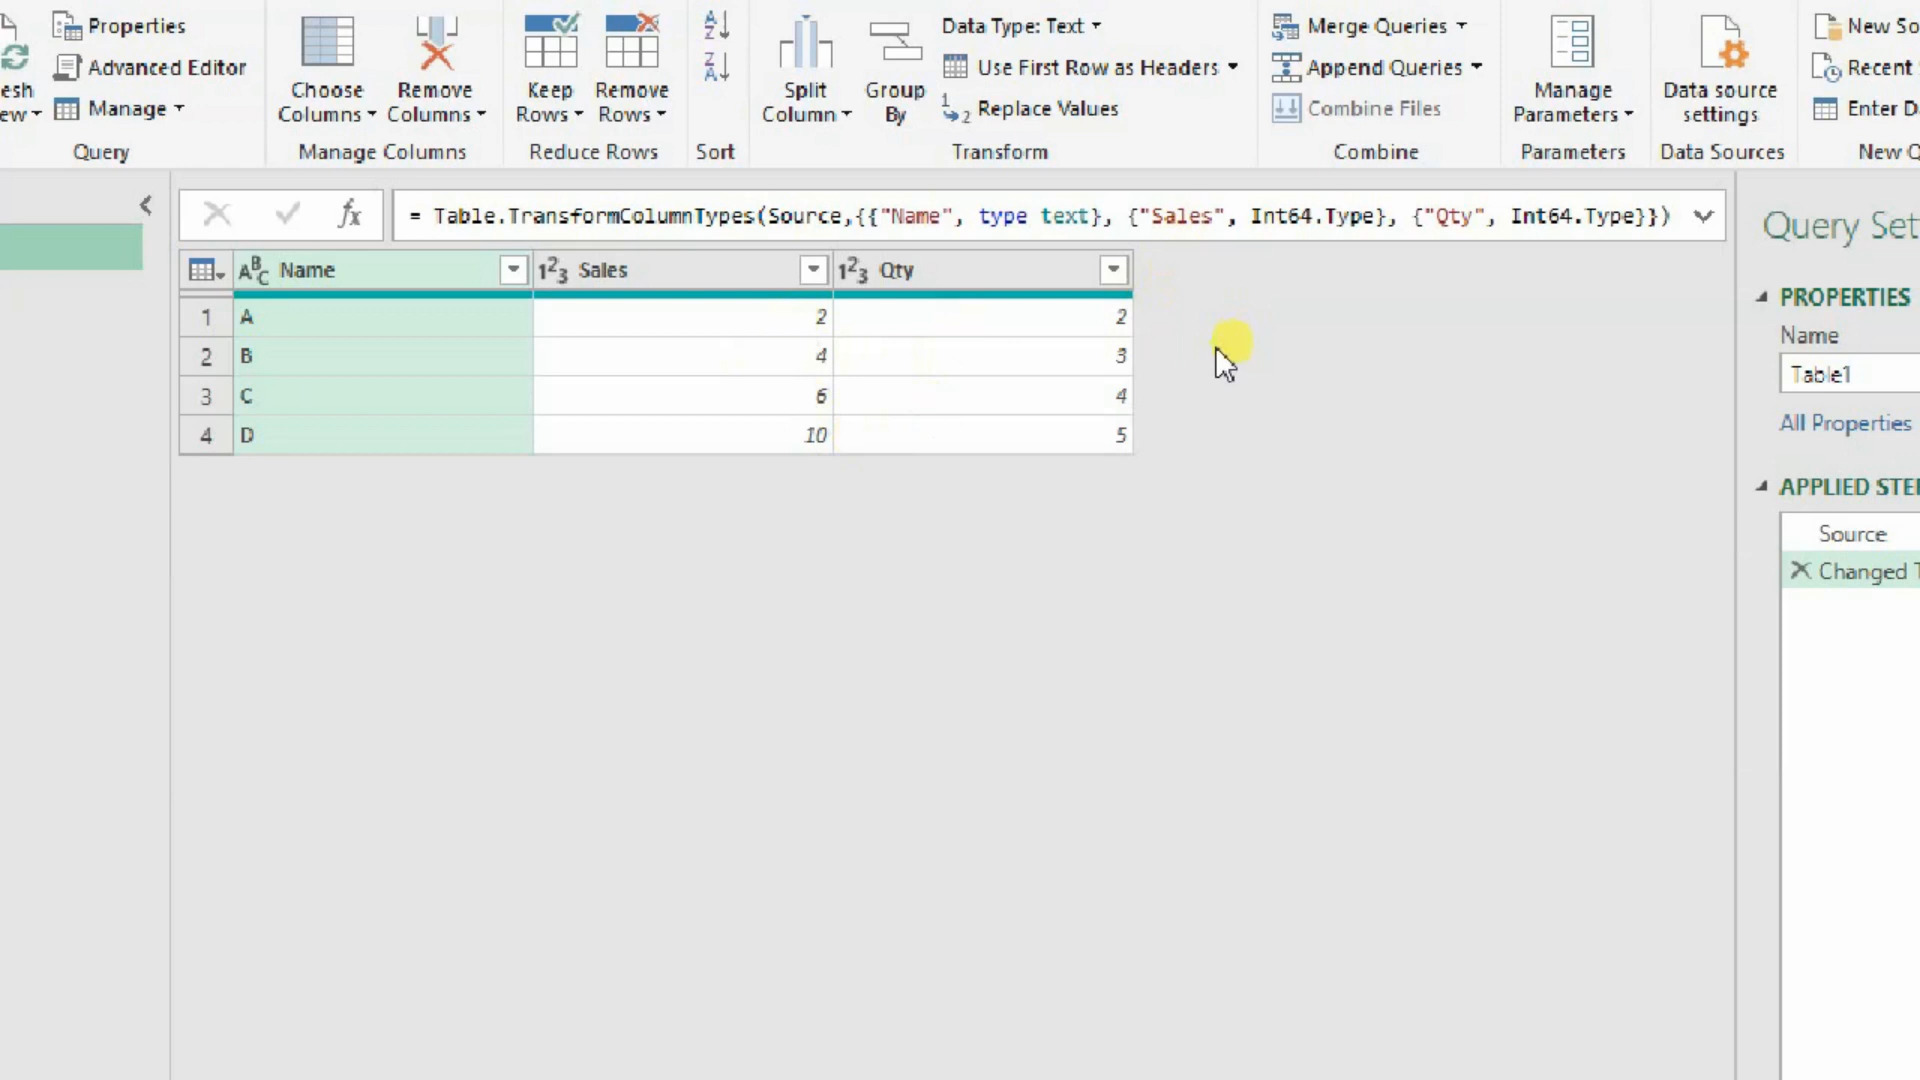 Properties
Advanced Editor
Manage
Query
Choose Columns
Remove Columns
Manage Columns
Keep Rows
Remove Rows
Reduce Rows
Sort
Split Column
Group By
Data Type: Text
Use First Row as Headers
Replace Values
Transform
Merge Queries
Append Queries
Combine Files
Combine
Manage Parameters
Parameters
Data source settings
Data Sources
New So
Recent
Enter Da
New Q
esh
ew
fx
= Table.TransformColumnTypes(Source,{{"Name", type text}, {"Sales", Int64.Type}, {"Qty", Int64.Type}})
Name Sales Qty
1 A 2 2
2 B 4 3
3 C 6 4
4 D 10 5
Query Set
PROPERTIES
Name
Table1
All Properties
APPLIED STE
Source
Changed T